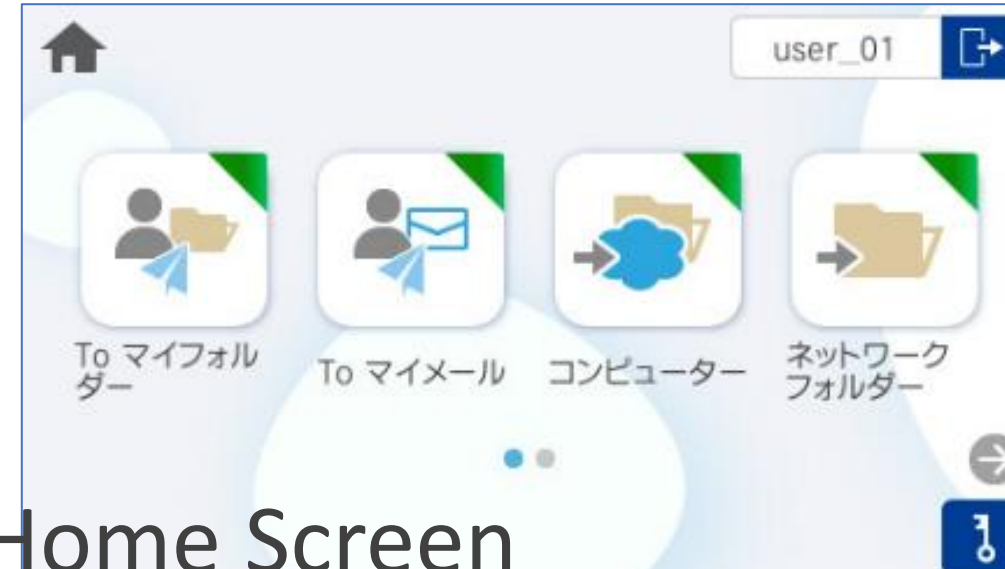 user_01
To マイフォル
ダー
To マイメール
コンピューター
ネットワーク
フォルダー
Home Screen